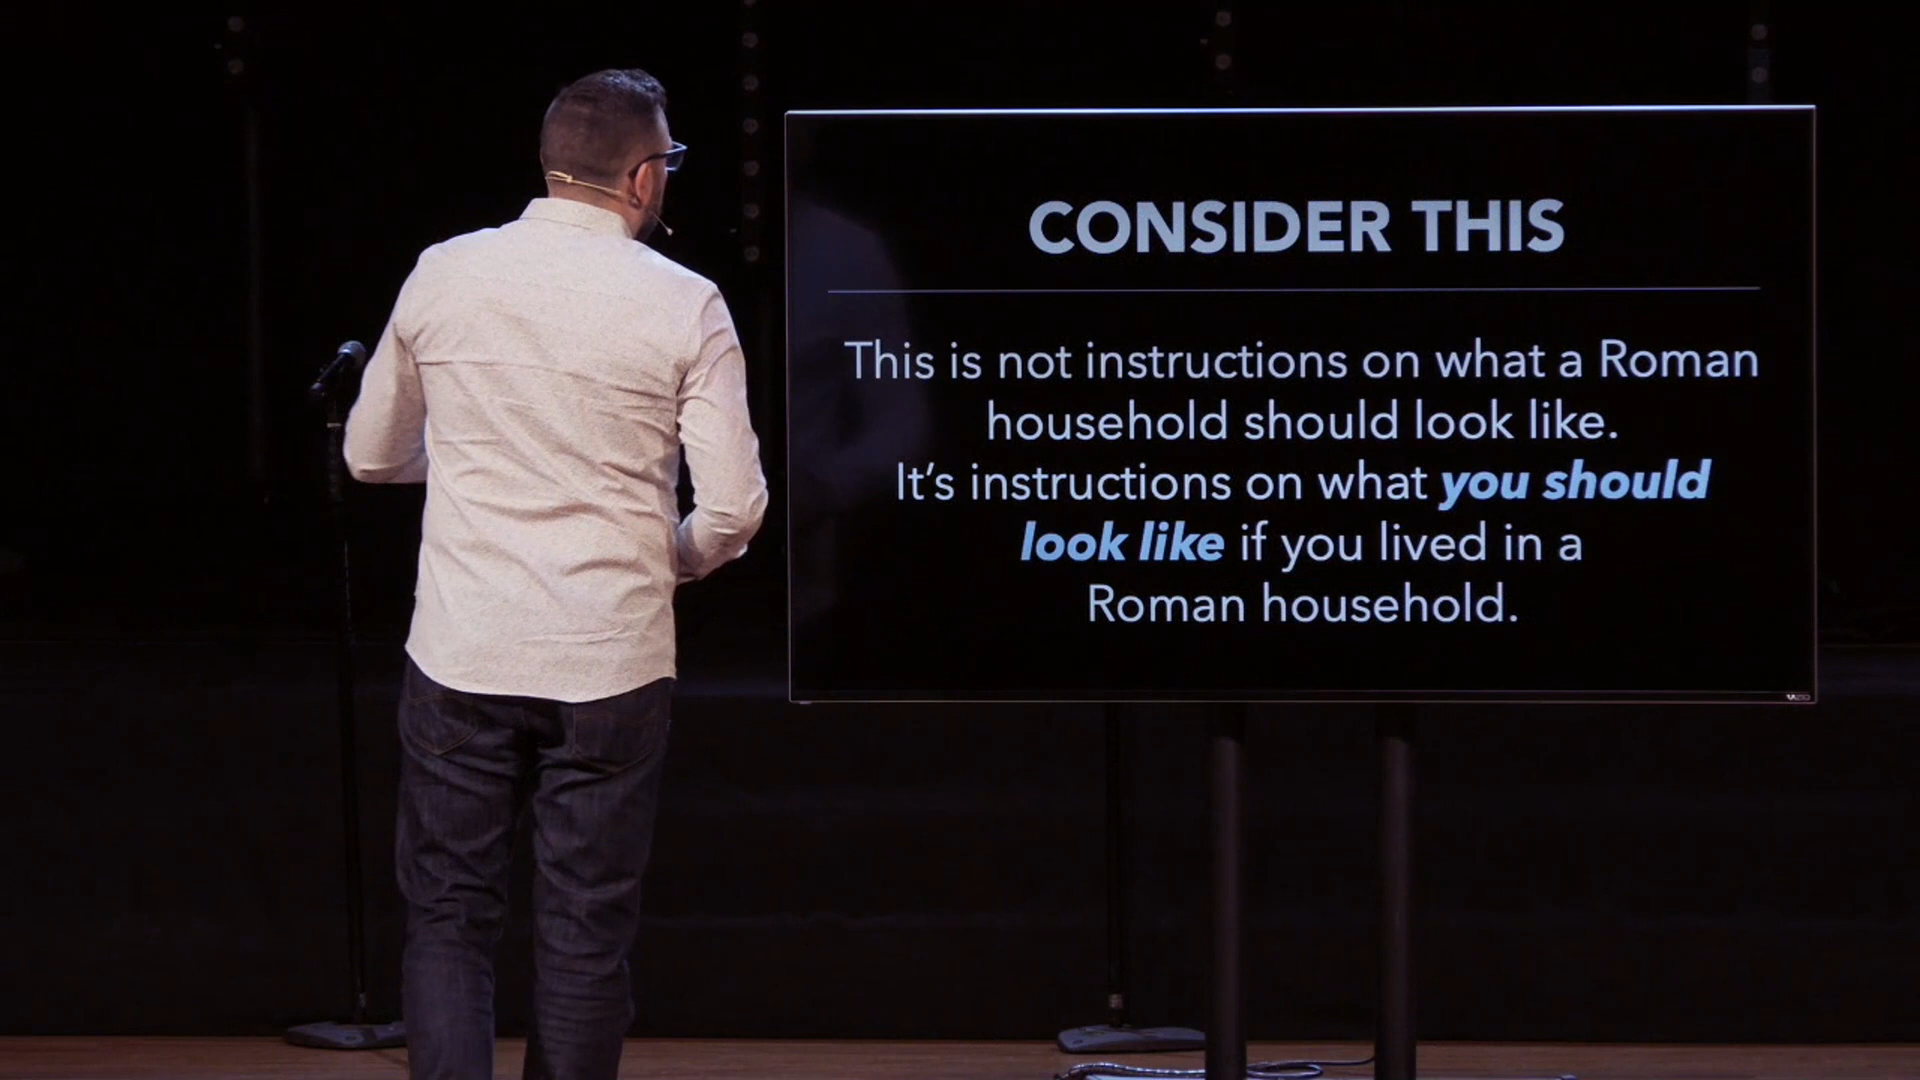 CONSIDER THIS
This is not instructions on what a Roman
household should look like.
It's instructions on what you should
look like if you lived in a
Roman household.
VIZIO